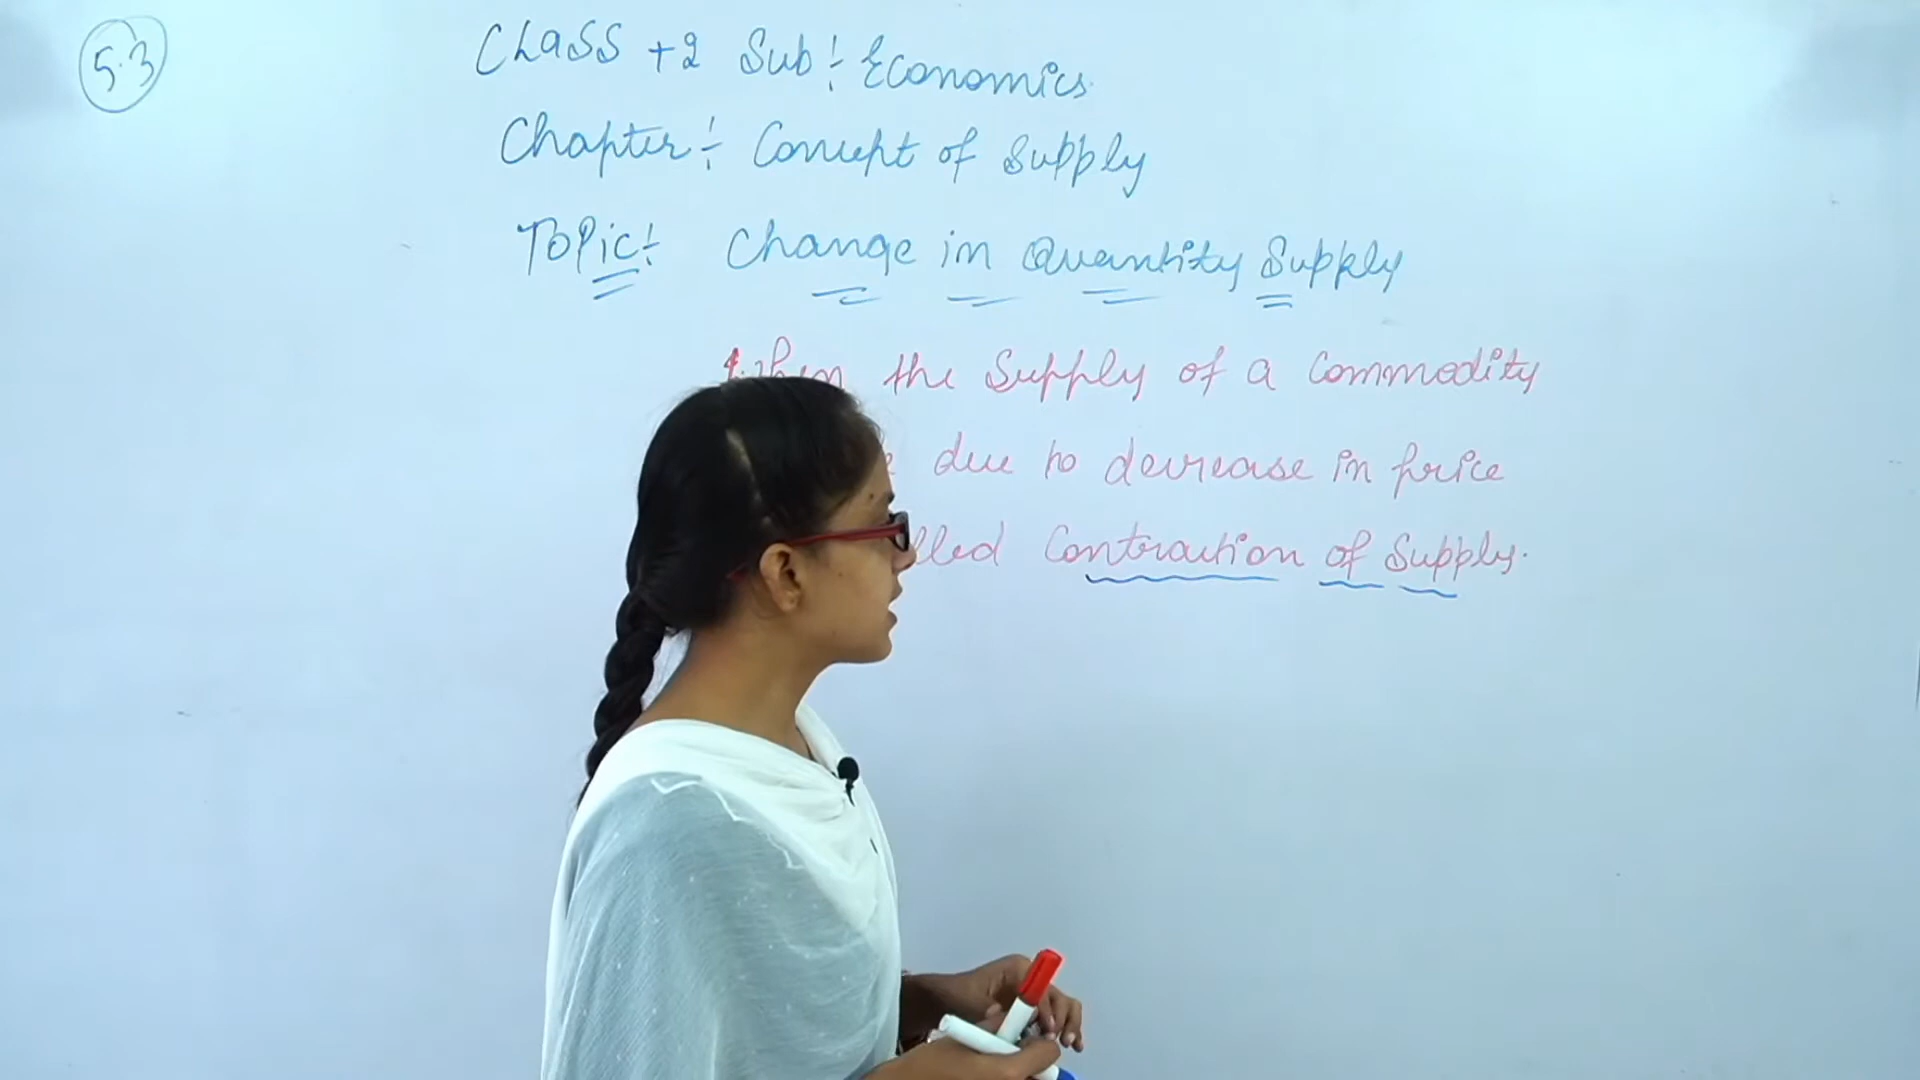 5.3
Class +2 Sub:- Economics.
Chapter:- Concept of Supply
Topic:- Change in Quantity Supply
When the Supply of a Commodity
due to decrease in price
Contraction of Supply.